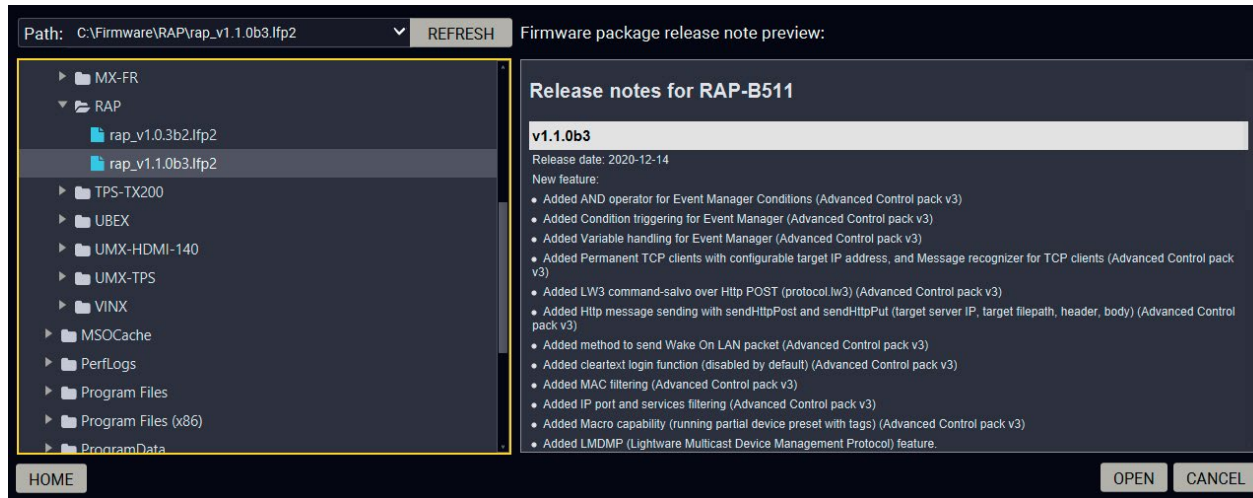 Path: C:\Firmware\RAP\rap_v1.1.0b3.lfp2
REFRESH
Firmware package release note preview:
MX-FR
RAP
rap_v1.0.3b2.lfp2
rap_v1.1.0b3.lfp2
TPS-TX200
UBEX
UMX-HDMI-140
UMX-TPS
VINX
MSOCache
PerfLogs
Program Files
Program Files (x86)
ProgramData
Release notes for RAP-B511
v1.1.0b3
Release date: 2020-12-14
New feature:
• Added AND operator for Event Manager Conditions (Advanced Control pack v3)
• Added Condition triggering for Event Manager (Advanced Control pack v3)
• Added Variable handling for Event Manager (Advanced Control pack v3)
• Added Permanent TCP clients with configurable target IP address, and Message recognizer for TCP clients (Advanced Control pack
v3)
• Added LW3 command-salvo over Http POST (protocol.lw3) (Advanced Control pack v3)
• Added Http message sending with sendHttpPost and sendHttpPut (target server IP, target filepath, header, body) (Advanced Control
pack v3)
• Added method to send Wake On LAN packet (Advanced Control pack v3)
• Added cleartext login function (disabled by default) (Advanced Control pack v3)
• Added MAC filtering (Advanced Control pack v3)
• Added IP port and services filtering (Advanced Control pack v3)
• Added Macro capability (running partial device preset with tags) (Advanced Control pack v3)
• Added LMDMP (Lightware Multicast Device Management Protocol) feature.
HOME
OPEN
CANCEL